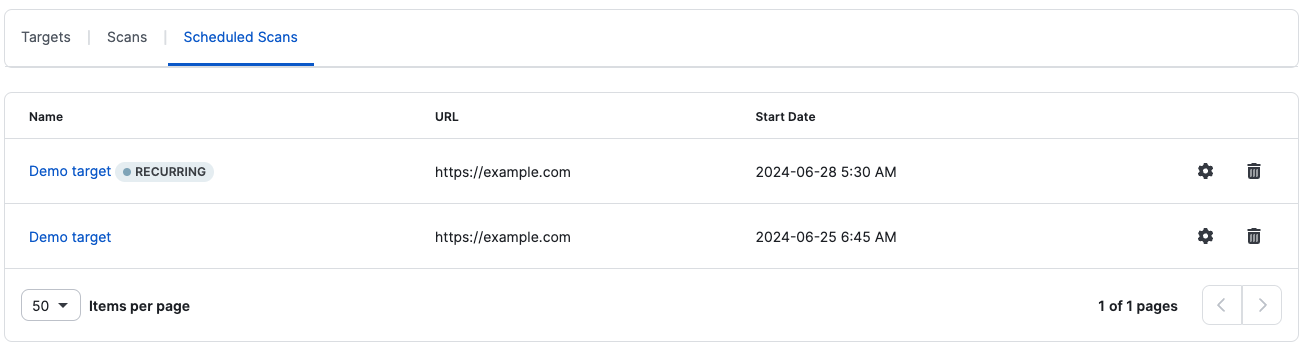 Targets | Scans | Scheduled Scans
Name URL Start Date
Demo target RECURRING https://example.com 2024-06-28 5:30 AM
Demo target https://example.com 2024-06-25 6:45 AM
50 Items per page 1 of 1 pages